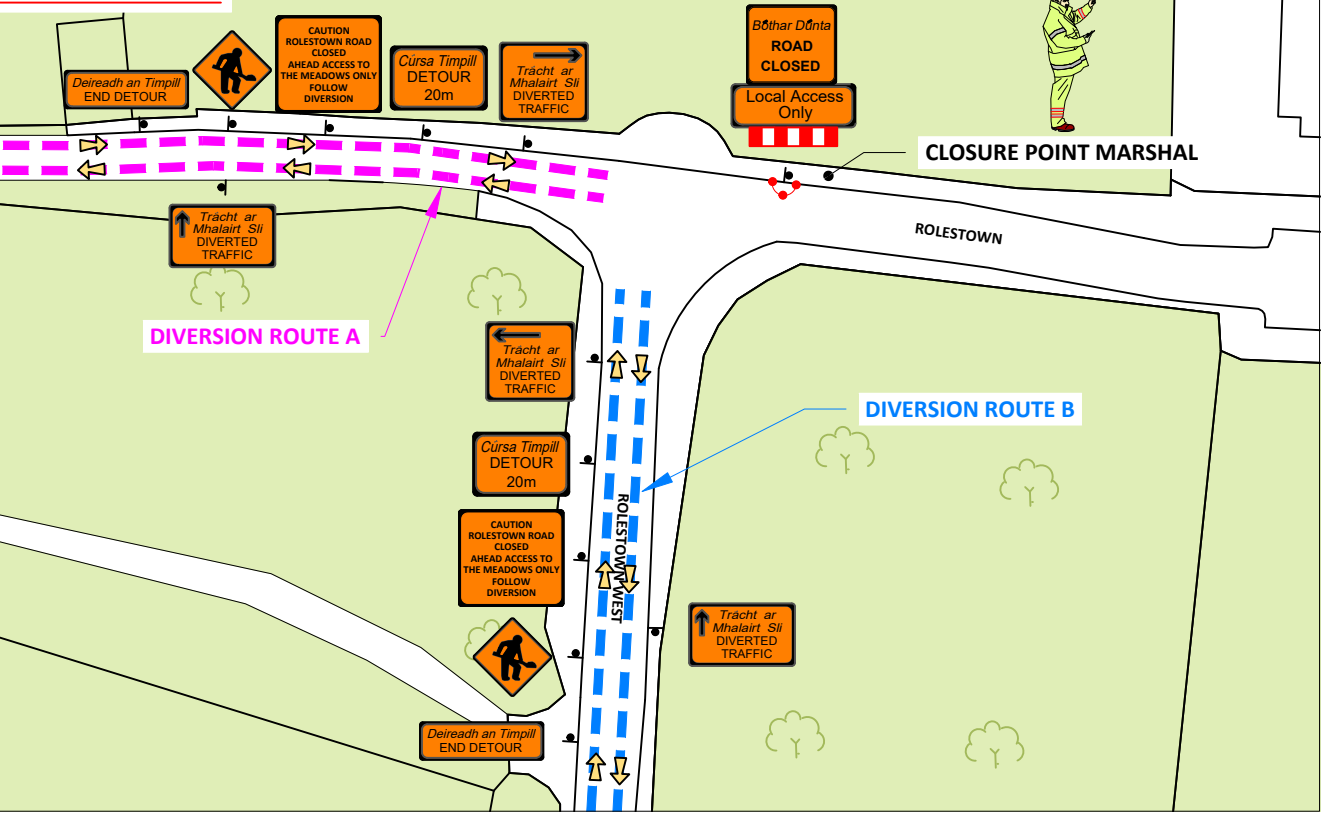 Deireadh an Timpill
END DETOUR
CAUTION
ROLESTOWN ROAD
CLOSED
AHEAD ACCESS TO
THE MEADOWS ONLY
FOLLOW
DIVERSION
Cúrsa Timpill
DETOUR
20m
Trácht ar
Mhalairt Slí
DIVERTED
TRAFFIC
Bóthar Dúnta
ROAD
CLOSED
Local Access
Only
CLOSURE POINT MARSHAL
Trácht ar
Mhalairt Slí
DIVERTED
TRAFFIC
ROLESTOWN
DIVERSION ROUTE A
Trácht ar
Mhalairt Slí
DIVERTED
TRAFFIC
DIVERSION ROUTE B
Cúrsa Timpill
DETOUR
20m
ROLESTOWN WEST
CAUTION
ROLESTOWN ROAD
CLOSED
AHEAD ACCESS TO
THE MEADOWS ONLY
FOLLOW
DIVERSION
Trácht ar
Mhalairt Slí
DIVERTED
TRAFFIC
Deireadh an Timpill
END DETOUR